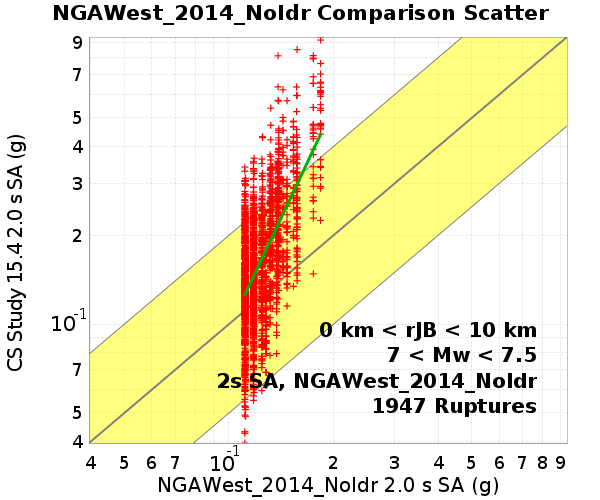 NGAWest_2014_NoIdr Comparison Scatter
CS Study 15.4 2.0 s SA (g)
9
7
5
4
3
2
10-1
7
5
4
0 km < rJB < 10 km
7 < Mw < 7.5
2s SA, NGAWest_2014_NoIdr
1947 Ruptures
4 5 6 7 10-1 2 3 4 5 6 7 8 9
NGAWest_2014_NoIdr 2.0 s SA (g)